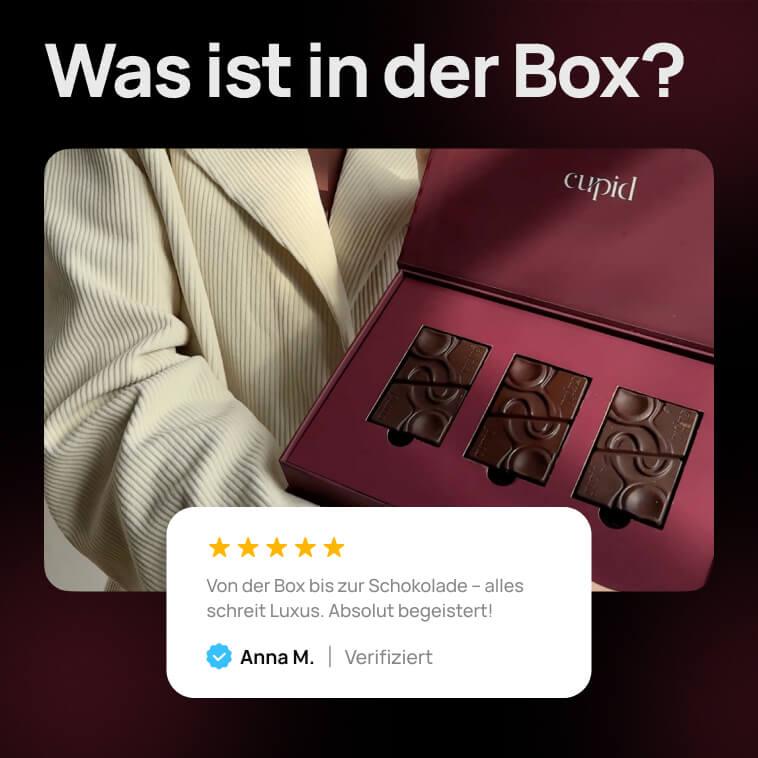 Was ist in der Box?
cupid
Von der Box bis zur Schokolade – alles
schreit Luxus. Absolut begeistert!
Anna M. | Verifiziert